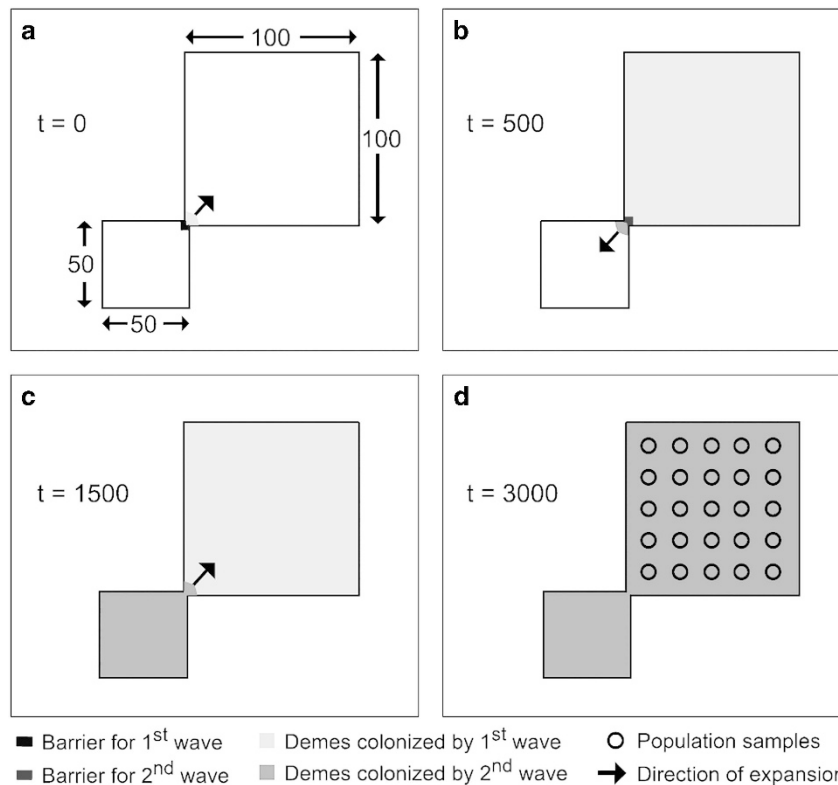 a
100
t = 0
100
50
50
b
t = 500
c
t = 1500
d
t = 3000
Barrier for 1st wave
Demes colonized by 1st wave
Population samples
Barrier for 2nd wave
Demes colonized by 2nd wave
Direction of expansion